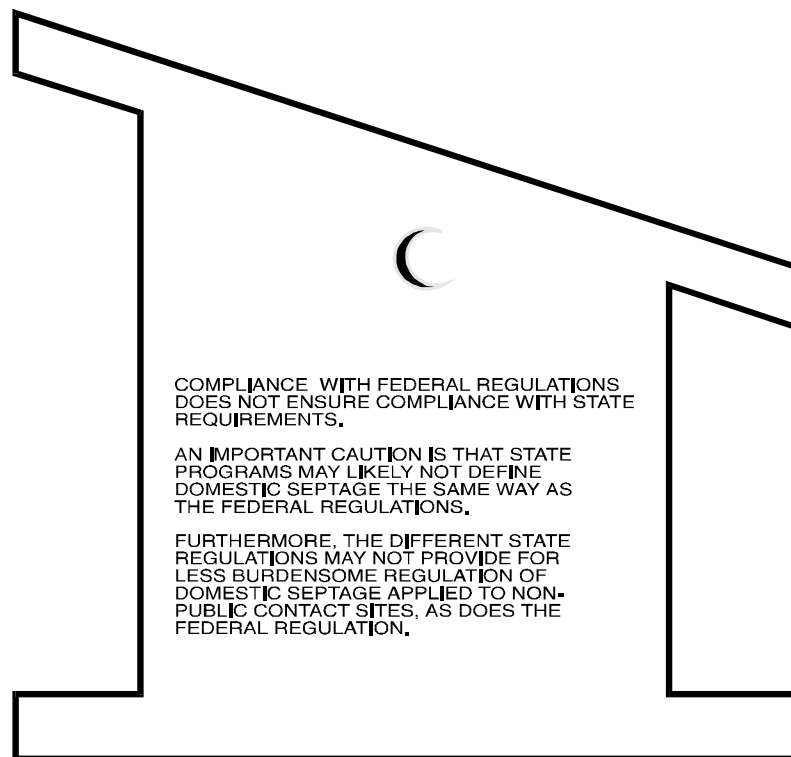 COMPLIANCE WITH FEDERAL REGULATIONS
DOES NOT ENSURE COMPLIANCE WITH STATE
REQUIREMENTS.
AN IMPORTANT CAUTION IS THAT STATE
PROGRAMS MAY LIKELY NOT DEFINE
DOMESTIC SEPTAGE THE SAME WAY AS
THE FEDERAL REGULATIONS.
FURTHERMORE, THE DIFFERENT STATE
REGULATIONS MAY NOT PROVIDE FOR
LESS BURDENSOME REGULATION OF
DOMESTIC SEPTAGE APPLIED TO NON-
PUBLIC CONTACT SITES, AS DOES THE
FEDERAL REGULATION.